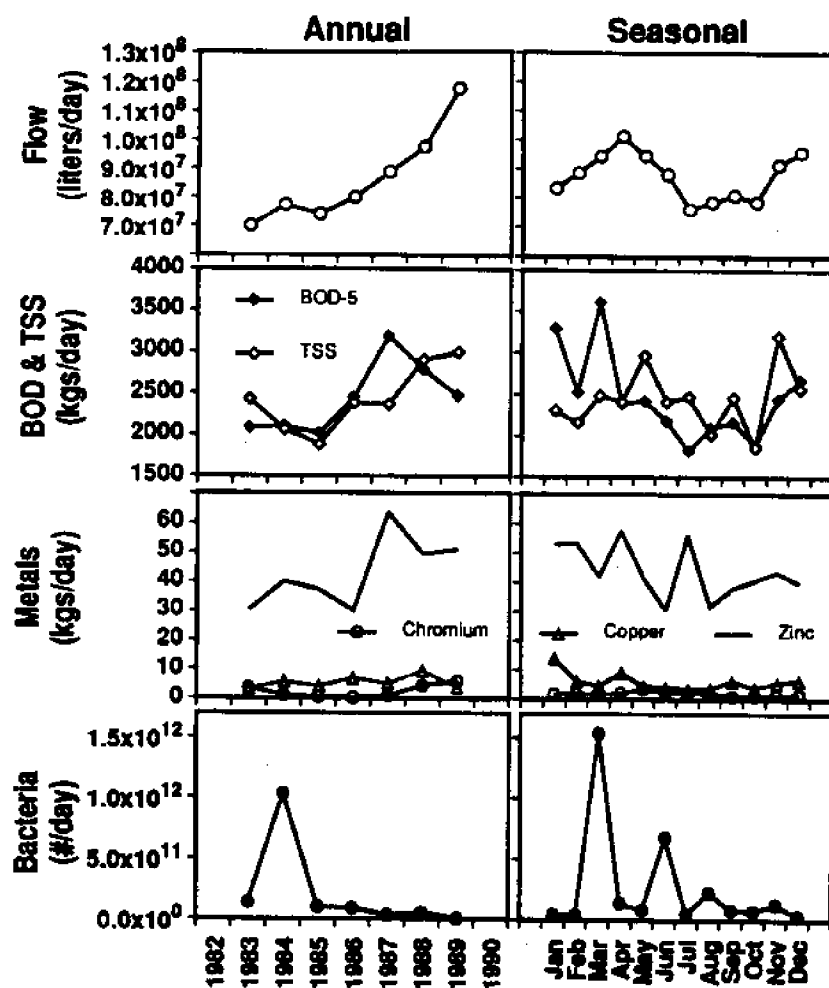 Annual Seasonal
Flow
(liters/day)
1.3x10⁸
1.2x10⁸
1.1x10⁸
1.0x10⁸
9.0x10⁷
8.0x10⁷
7.0x10⁷
BOD & TSS
(kgs/day)
4000
3500
3000
2500
2000
1500
BOD-5
TSS
Metals
(kgs/day)
60
50
40
30
20
10
0
Chromium Copper Zinc
Bacteria
(#/day)
1.5x10¹²
1.0x10¹²
5.0x10¹¹
0.0x10⁰
1982 1983 1984 1985 1986 1987 1988 1989 1990
Jan Feb Mar Apr May Jun Jul Aug Sep Oct Nov Dec